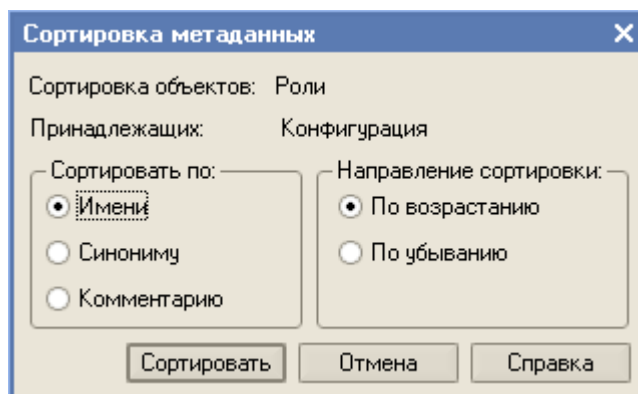 Сортировка метаданных
Сортировка объектов: Роли
Принадлежащих: Конфигурация
Сортировать по:
Имени
Синониму
Комментарию
Направление сортировки:
По возрастанию
По убыванию
Сортировать Отмена Справка